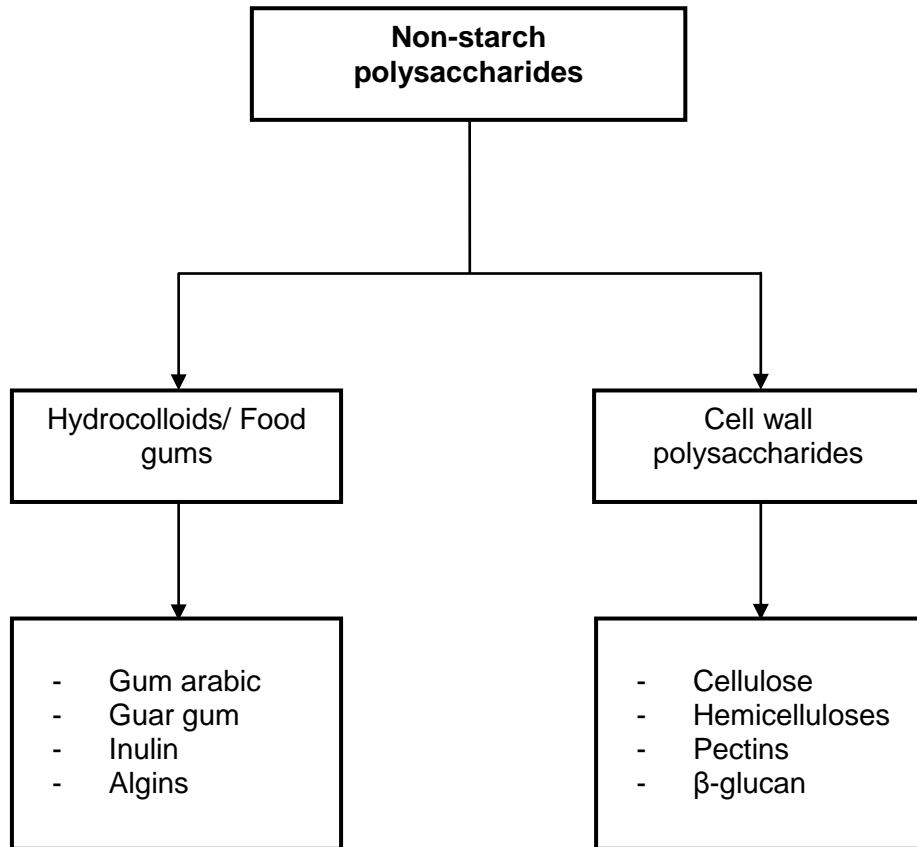 Non-starch
polysaccharides
Hydrocolloids/ Food
gums
Cell wall
polysaccharides
- Gum arabic
- Guar gum
- Inulin
- Algins
- Cellulose
- Hemicelluloses
- Pectins
- β-glucan